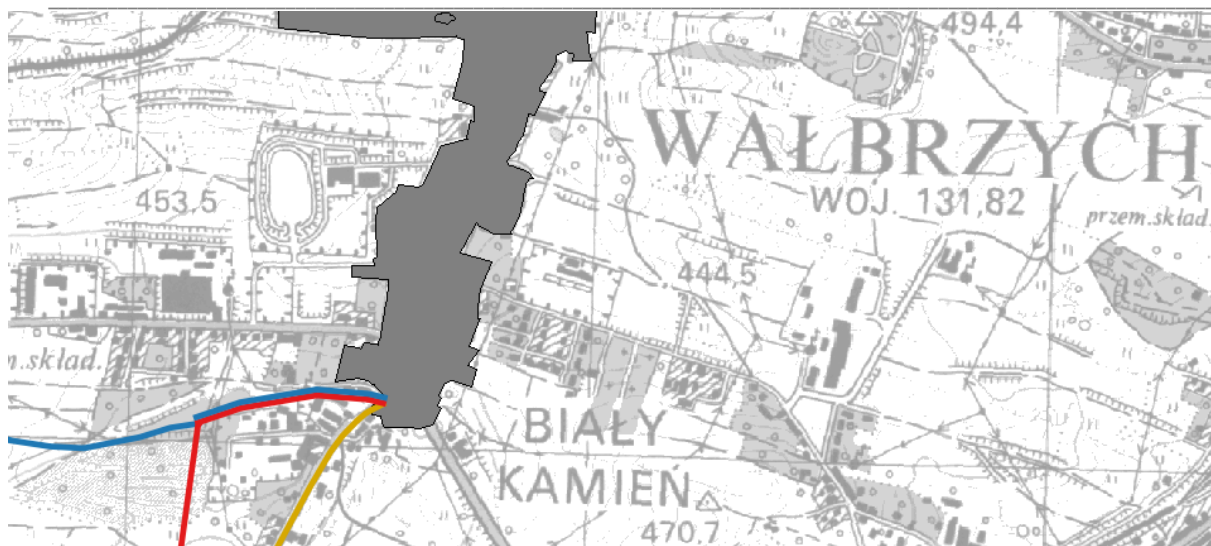 494,4
WAŁBRZYCH
WOJ. 131,82
453,5
przem.skład.
444,5
m.skład.
BIAŁY
KAMIEŃ
470,7